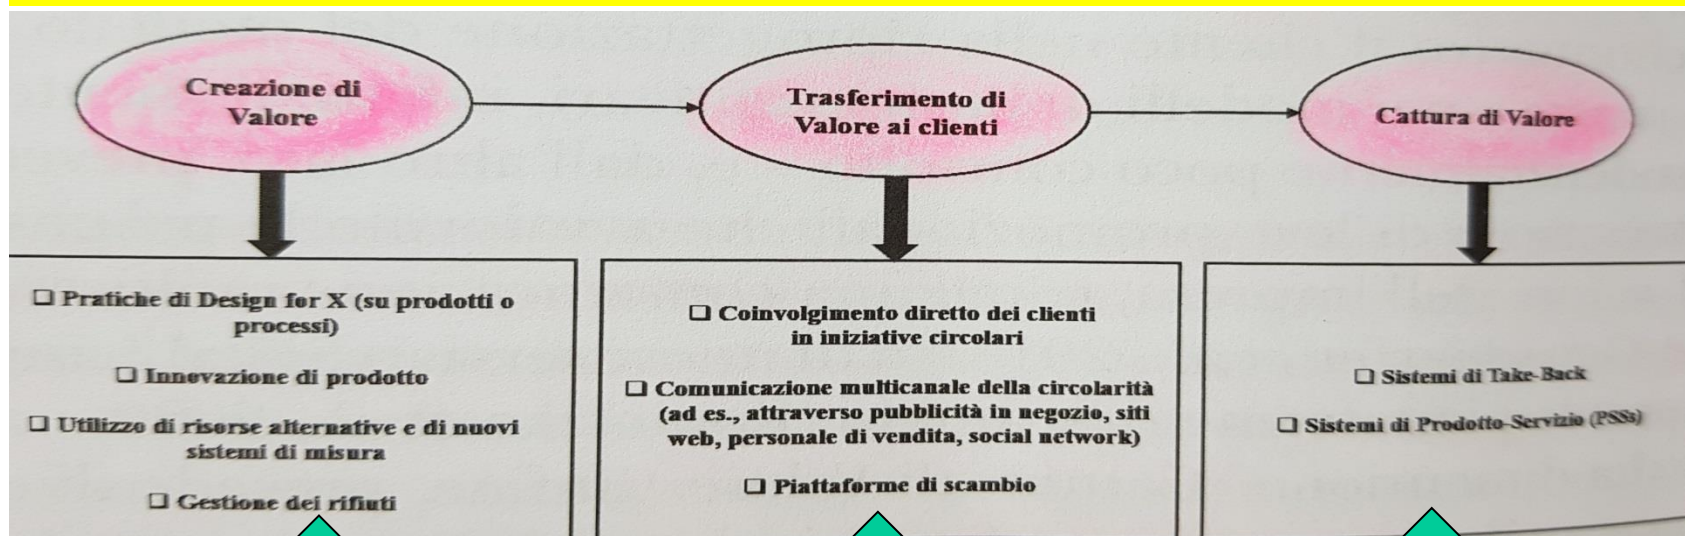 Creazione di
Valore
Trasferimento di
Valore ai clienti
Cattura di Valore
❑ Pratiche di Design for X (su prodotti o
processi)
❑ Innovazione di prodotto
❑ Utilizzo di risorse alternative e di nuovi
sistemi di misura
❑ Gestione dei rifiuti
❑ Coinvolgimento diretto dei clienti
in iniziative circolari
❑ Comunicazione multicanale della circolarità
(ad es., attraverso pubblicità in negozio, siti
web, personale di vendita, social network)
❑ Piattaforme di scambio
❑ Sistemi di Take-Back
❑ Sistemi di Prodotto-Servizio (PSSs)